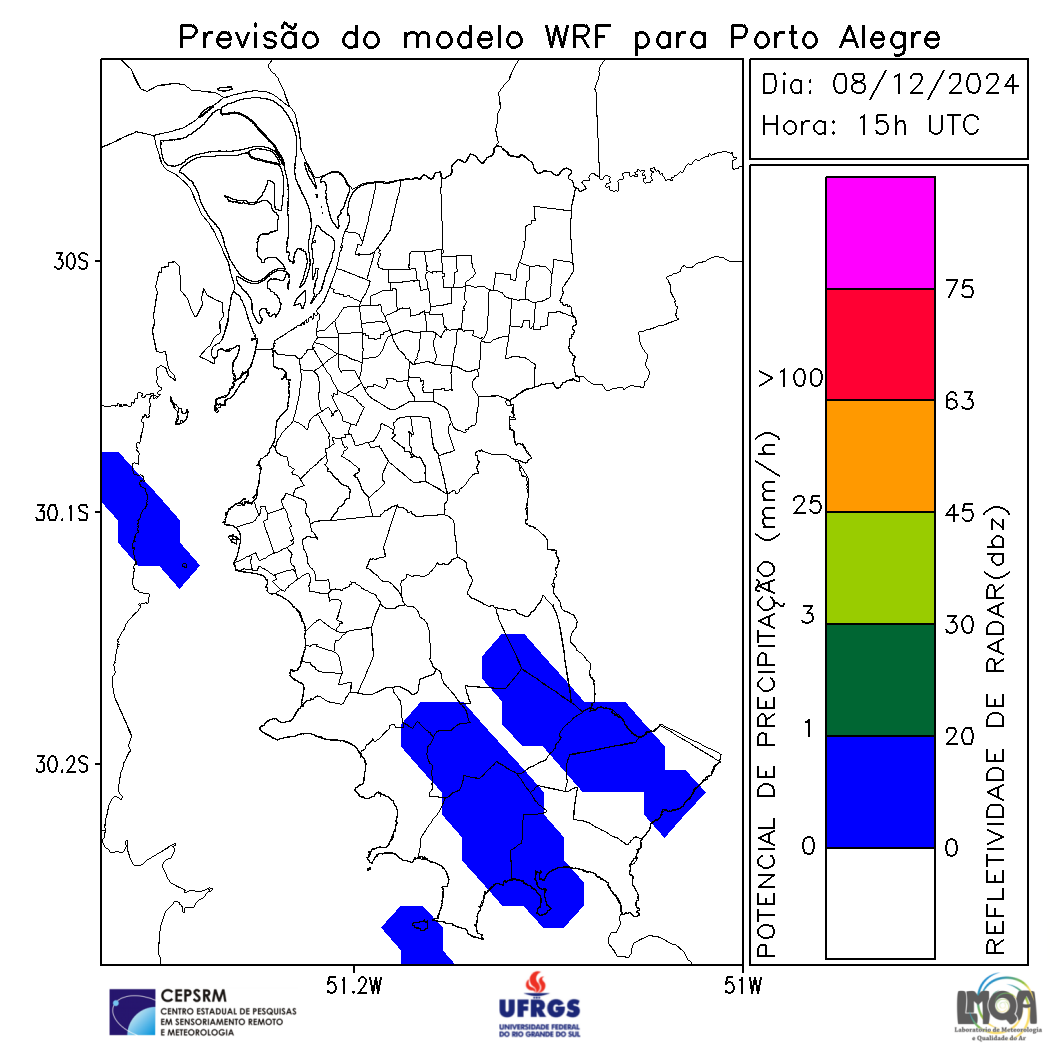 Previsão do modelo WRF para Porto Alegre
Dia: 08/12/2024
Hora: 15h UTC
30S
30.1S
30.2S
51.2W
51W
POTENCIAL DE PRECIPITAÇÃO (mm/h)
>100
25
3
1
0
75
63
45
30
20
0
REFLETIVIDADE DE RADAR(dbz)
CEPSRM
CENTRO ESTADUAL DE PESQUISAS
EM SENSORIAMENTO REMOTO
E METEOROLOGIA
UFRGS
UNIVERSIDADE FEDERAL
DO RIO GRANDE DO SUL
LMQA
Laboratório de Meteorologia
e Qualidade do Ar